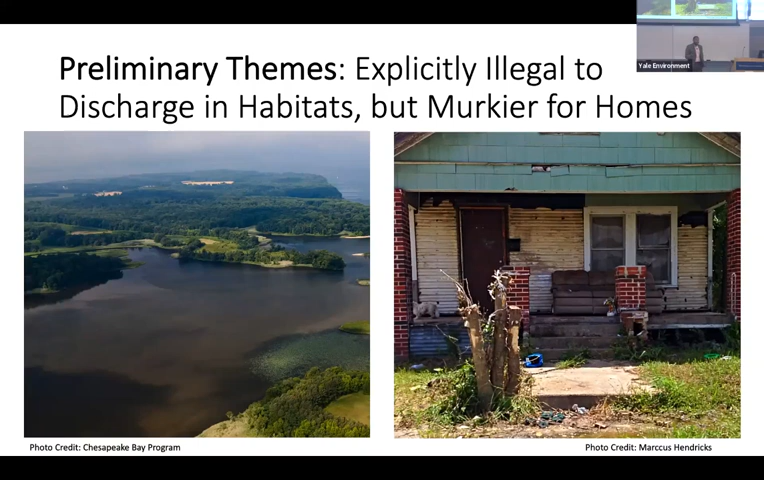 Yale Environment
Preliminary Themes: Explicitly Illegal to
Discharge in Habitats, but Murkier for Homes
Photo Credit: Chesapeake Bay Program
Photo Credit: Marccus Hendricks